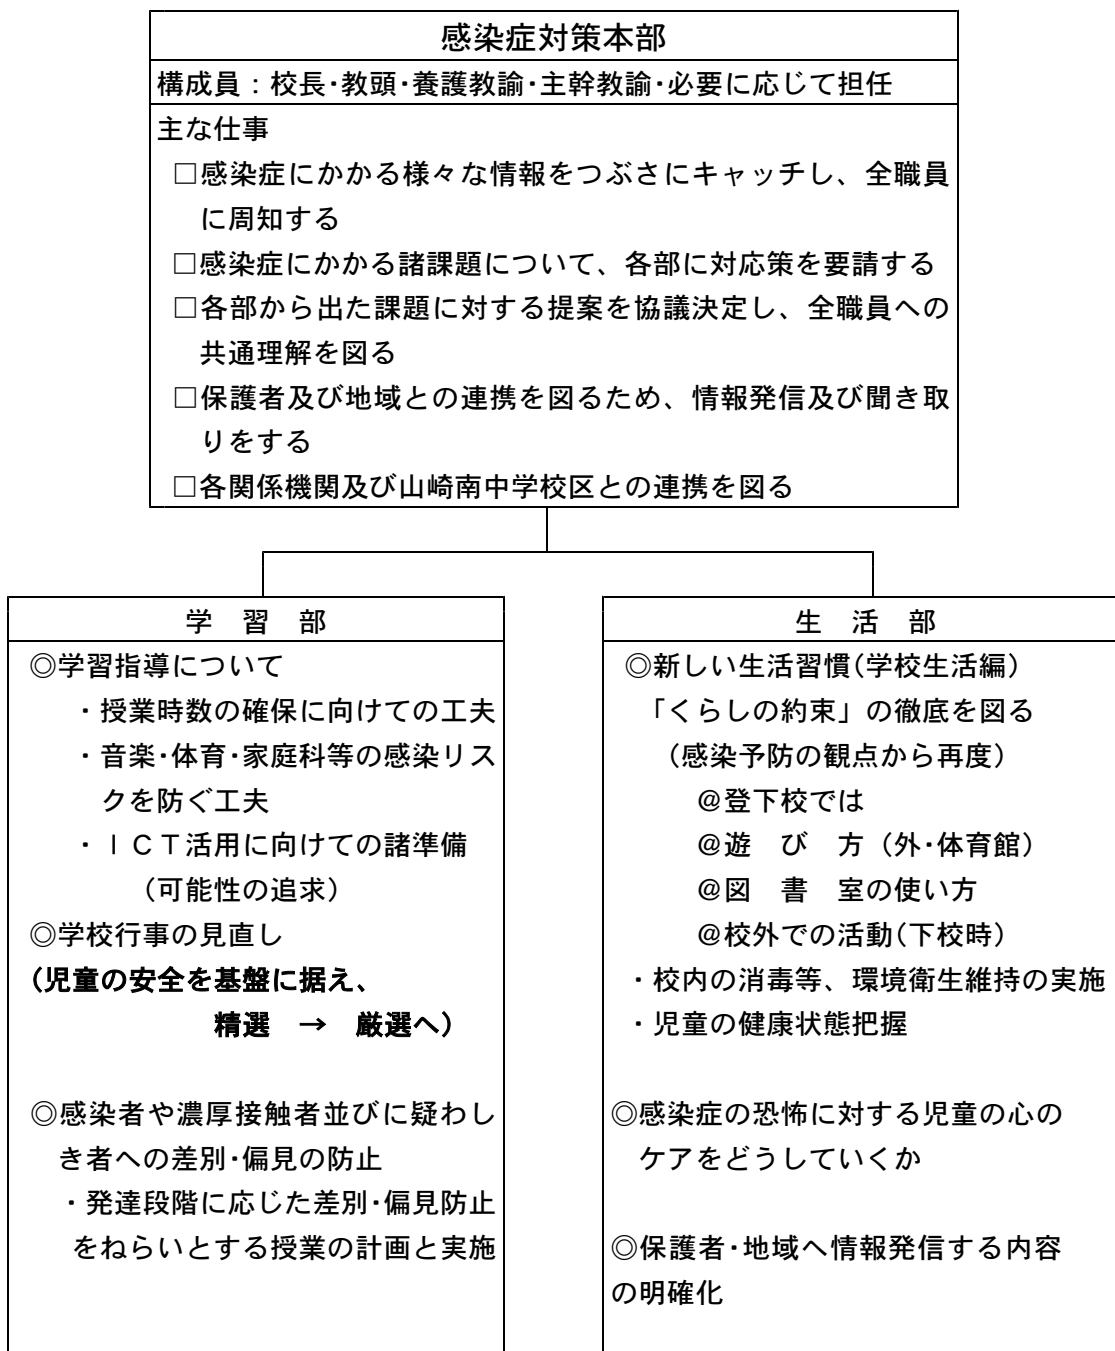 感染症対策本部
構成員：校長･教頭･養護教諭･主幹教諭･必要に応じて担任
主な仕事
□感染症にかかる様々な情報をつぶさにキャッチし、全職員
に周知する
□感染症にかかる諸課題について、各部に対応策を要請する
□各部から出た課題に対する提案を協議決定し、全職員への
共通理解を図る
□保護者及び地域との連携を図るため、情報発信及び聞き取
りをする
□各関係機関及び山崎南中学校区との連携を図る
学　習　部
◎学習指導について
・授業時数の確保に向けての工夫
・音楽･体育･家庭科等の感染リス
クを防ぐ工夫
・ＩＣＴ活用に向けての諸準備
（可能性の追求）
◎学校行事の見直し
(児童の安全を基盤に据え、
精選　→　厳選へ）
◎感染者や濃厚接触者並びに疑わし
き者への差別･偏見の防止
・発達段階に応じた差別･偏見防止
をねらいとする授業の計画と実施
生　活　部
◎新しい生活習慣(学校生活編）
「くらしの約束」の徹底を図る
（感染予防の観点から再度）
＠登下校では
＠遊　び　方（外･体育館）
＠図　書　室の使い方
＠校外での活動(下校時）
・校内の消毒等、環境衛生維持の実施
・児童の健康状態把握
◎感染症の恐怖に対する児童の心の
ケアをどうしていくか
◎保護者･地域へ情報発信する内容
の明確化